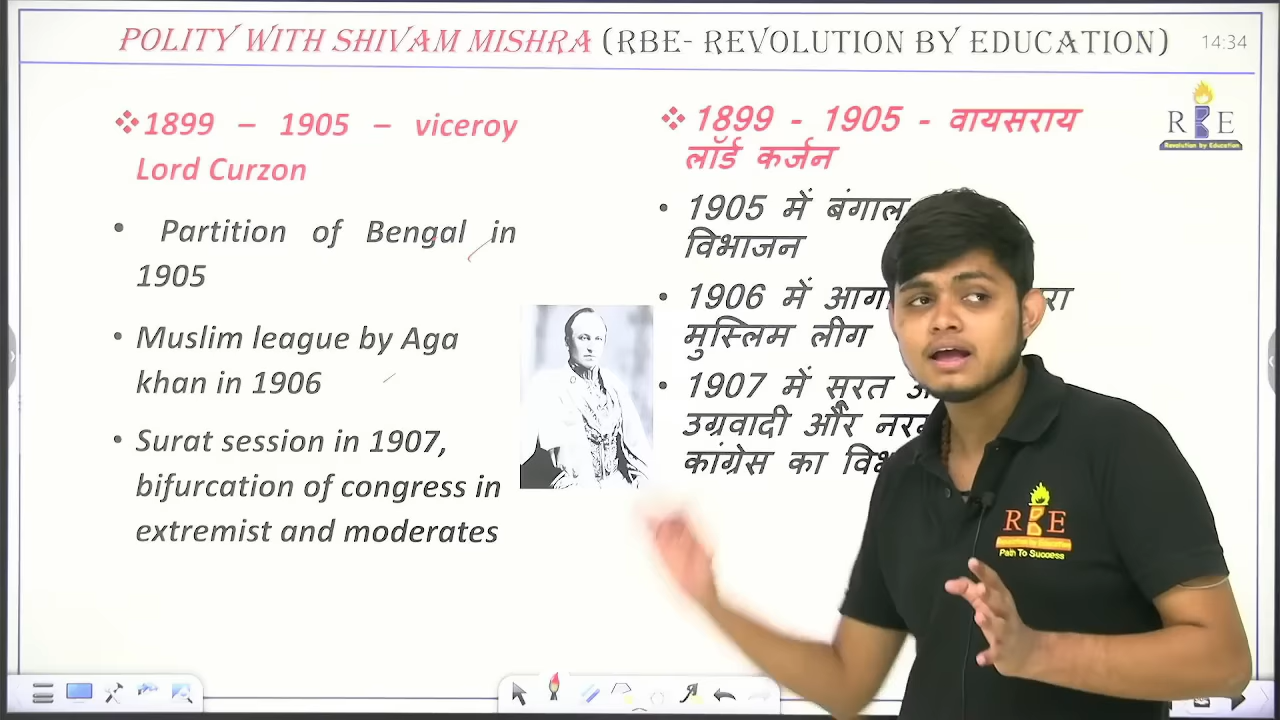 POLITY WITH SHIVAM MISHRA (RBE- REVOLUTION BY EDUCATION)
14:34
❖1899 – 1905 – viceroy
Lord Curzon
• Partition of Bengal in
1905
• Muslim league by Aga
khan in 1906
• Surat session in 1907,
bifurcation of congress in
extremist and moderates
❖1899 - 1905 - वायसराय
लॉर्ड कर्जन
• 1905 में बंगाल
विभाजन
• 1906 में
मुस्लिम लीग
• 1907 में सूरत
उग्रवादी और
कांग्रेस का
RBE
Revolution by Education
RBE
Revolution by Education
Path To Success